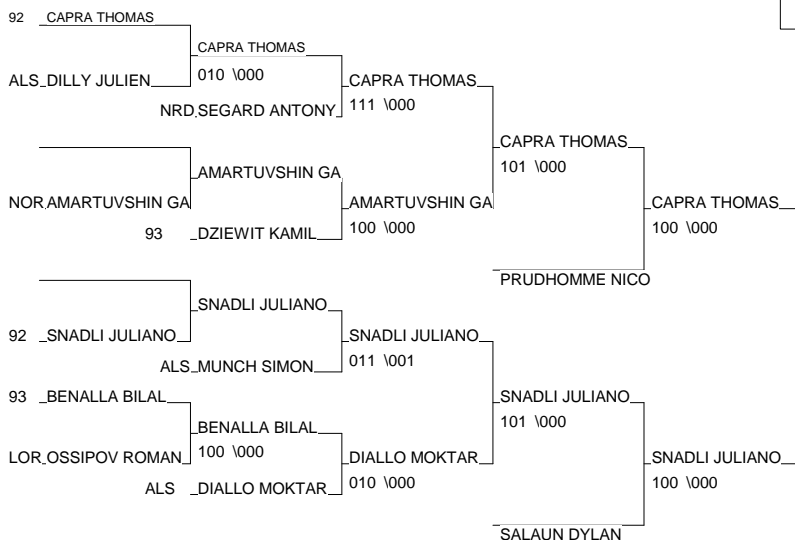 92 CAPRA THOMAS
CAPRA THOMAS
010 \000
ALS DILLY JULIEN
CAPRA THOMAS
111 \000
NRD SEGARD ANTONY
CAPRA THOMAS
101 \000
AMARTUVSHIN GA
NOR AMARTUVSHIN GA
AMARTUVSHIN GA
100 \000
93 DZIEWIT KAMIL
CAPRA THOMAS
100 \000
PRUDHOMME NICO
SNADLI JULIANO
92 SNADLI JULIANO
SNADLI JULIANO
011 \001
ALS MUNCH SIMON
93 BENALLA BILAL
SNADLI JULIANO
101 \000
BENALLA BILAL
100 \000
LOR OSSIPOV ROMAN
DIALLO MOKTAR
010 \000
ALS DIALLO MOKTAR
SNADLI JULIANO
100 \000
SALAUN DYLAN